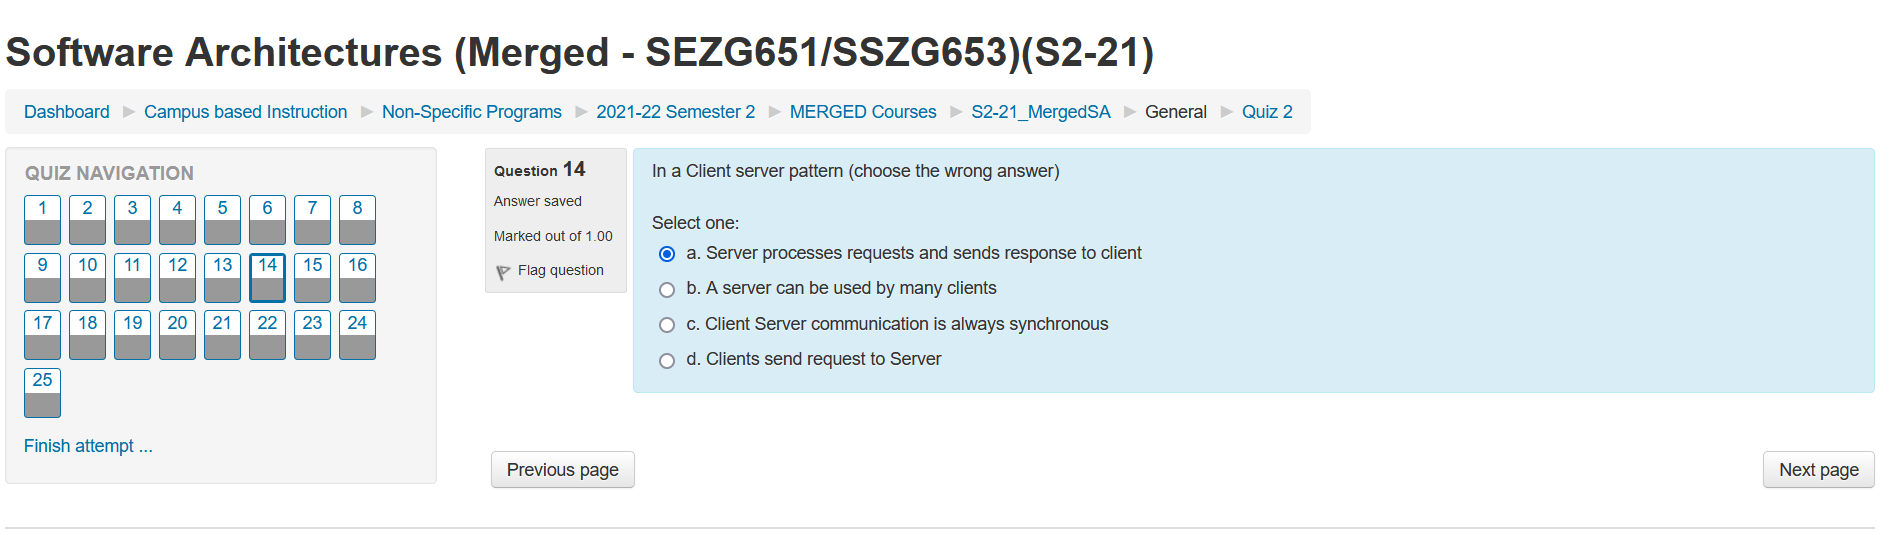 Software Architectures (Merged - SEZG651/SSZG653)(S2-21)
Dashboard Campus based Instruction Non-Specific Programs 2021-22 Semester 2 MERGED Courses S2-21_MergedSA General Quiz 2
QUIZ NAVIGATION
1 2 3 4 5 6 7 8
9 10 11 12 13 14 15 16
17 18 19 20 21 22 23 24
25
Finish attempt ...
Question 14
Answer saved
Marked out of 1.00
Flag question
In a Client server pattern (choose the wrong answer)
Select one:
a. Server processes requests and sends response to client
b. A server can be used by many clients
c. Client Server communication is always synchronous
d. Clients send request to Server
Previous page
Next page